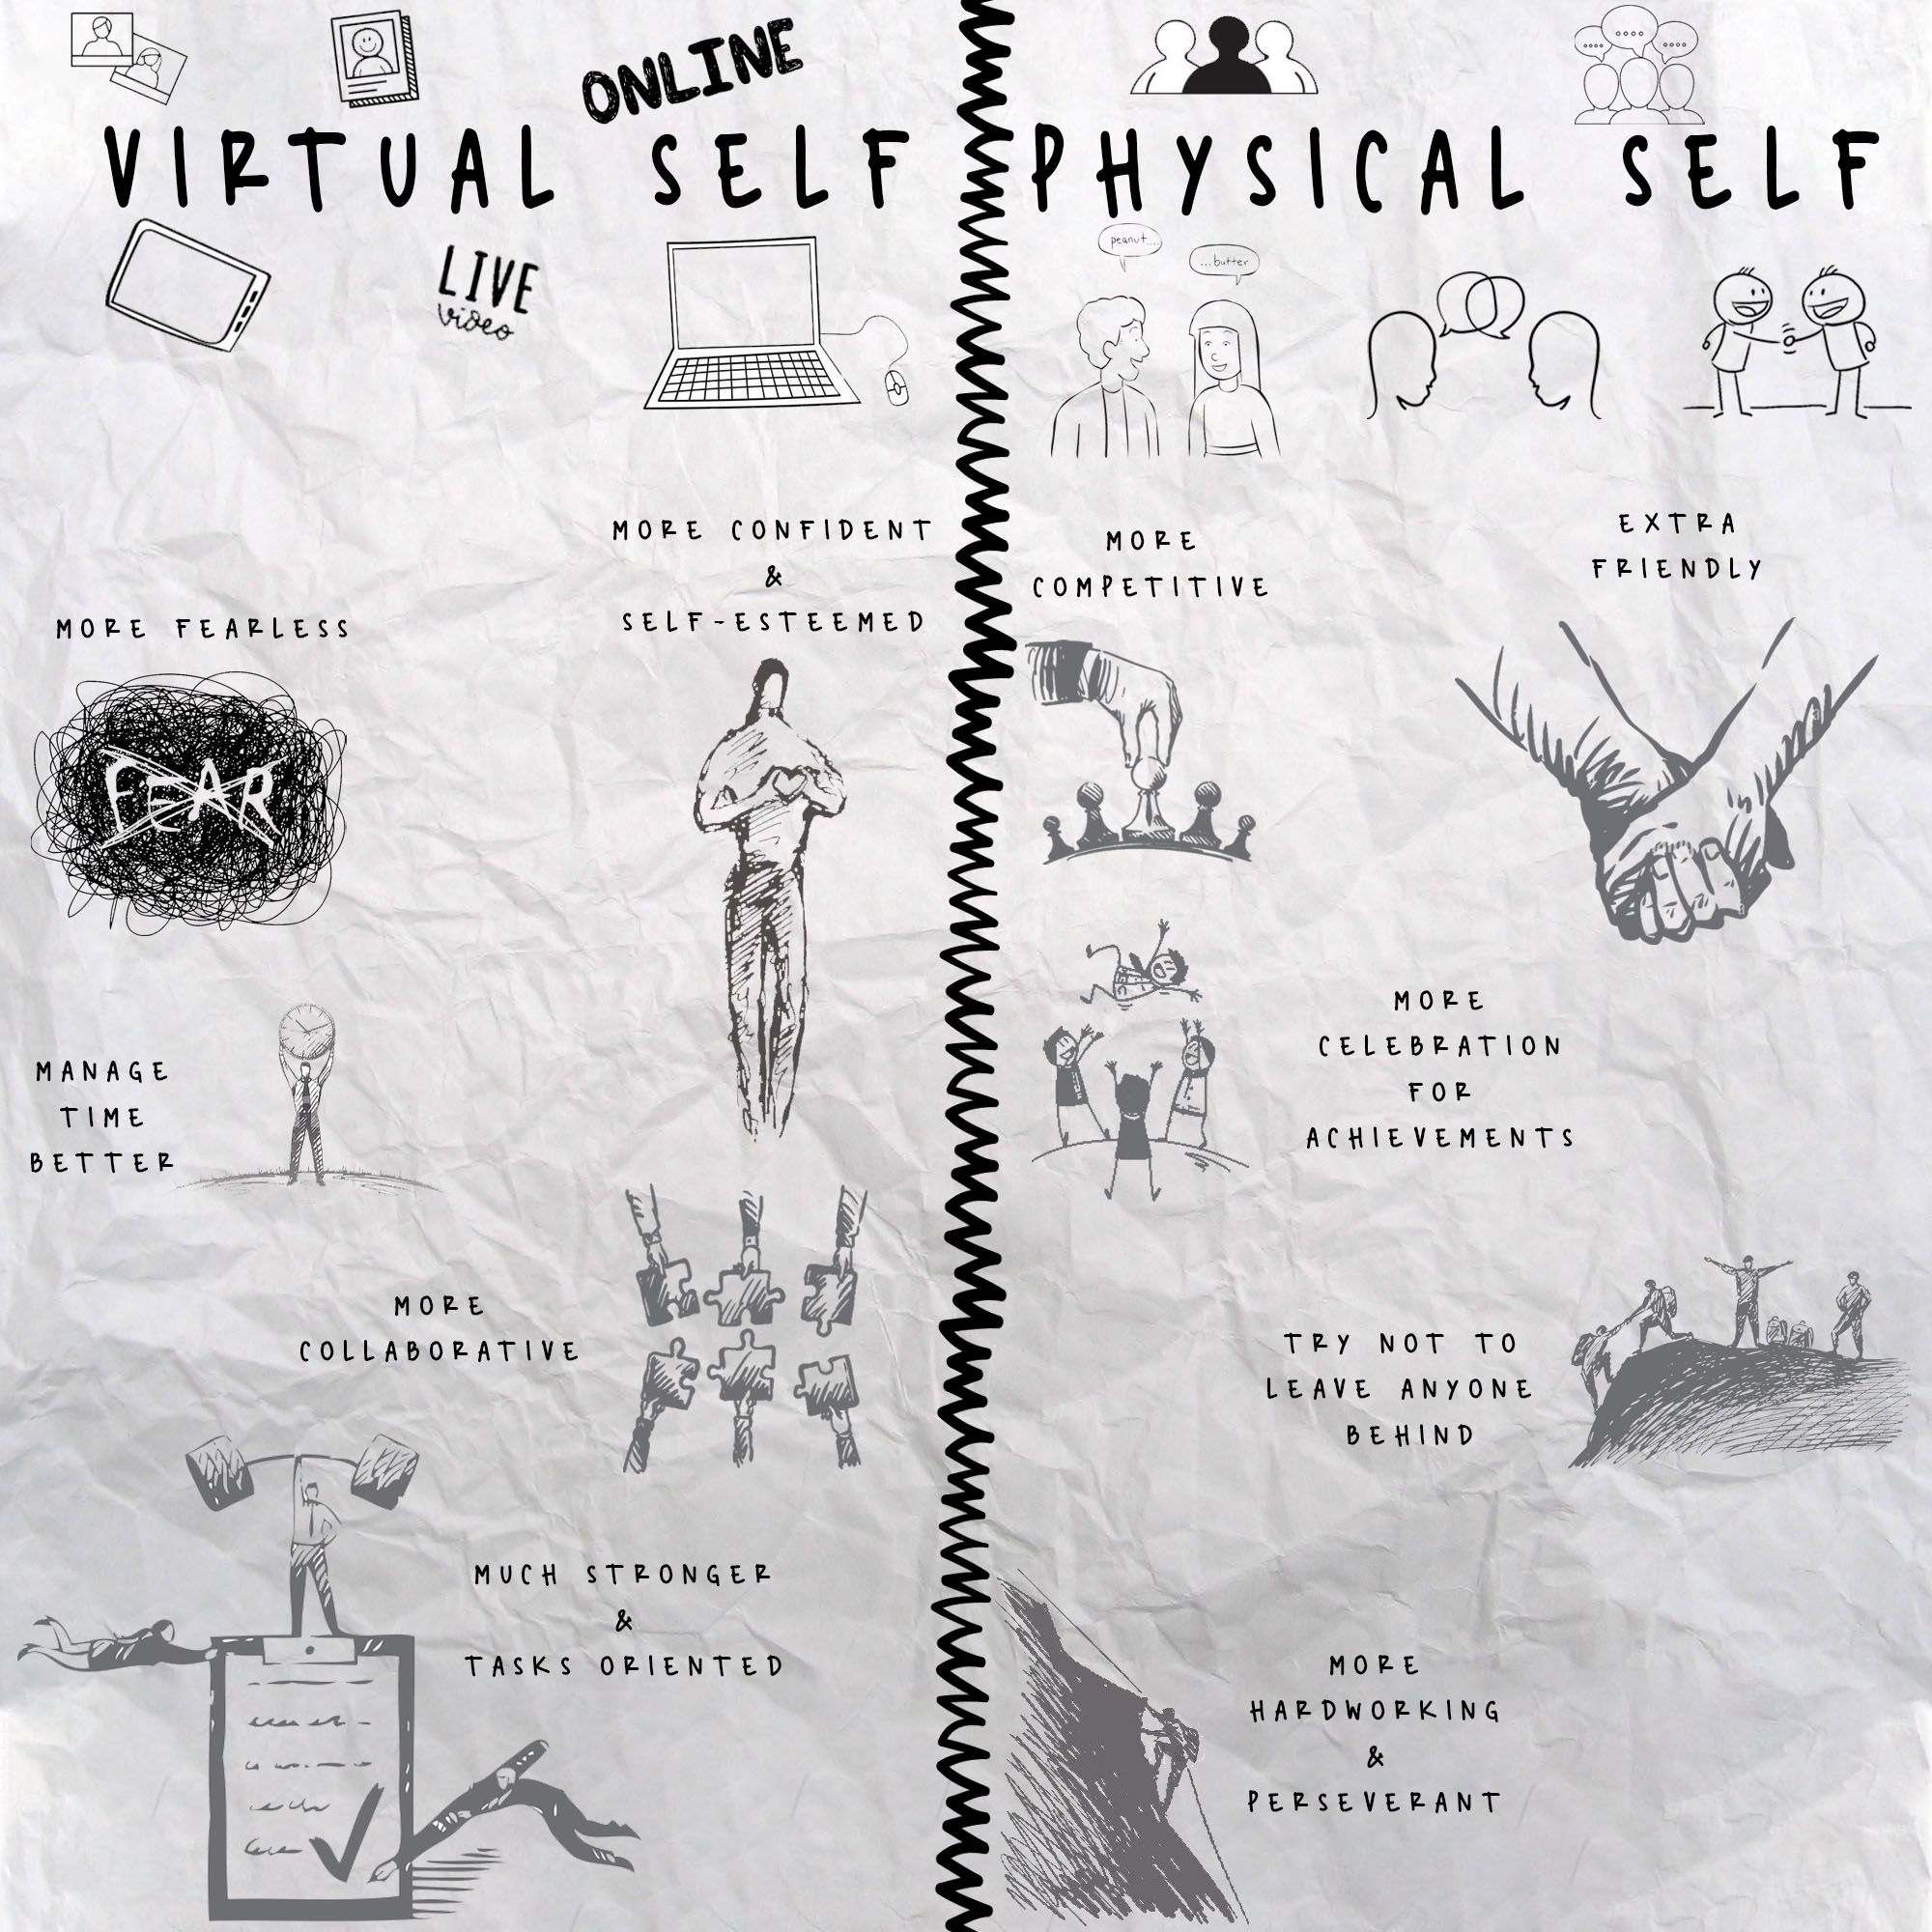 ONLINE
VIRTUAL SELF
LIVE
video
MORE CONFIDENT
&
SELF-ESTEEMED
MORE FEARLESS
FEAR
MANAGE
TIME
BETTER
MORE
COLLABORATIVE
MUCH STRONGER
&
TASKS ORIENTED
PHYSICAL SELF
peanut....
...butter
MORE
COMPETITIVE
EXTRA
FRIENDLY
MORE
CELEBRATION
FOR
ACHIEVEMENTS
TRY NOT TO
LEAVE ANYONE
BEHIND
MORE
HARDWORKING
&
PERSEVERANT